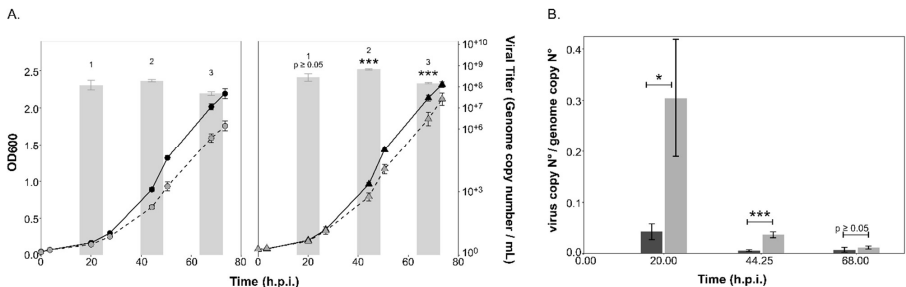 A.
B.
OD600
2.5
2.0
1.5
1.0
0.5
0.0
1
2
3
1
p ≥ 0.05
2
***
3
***
10+10
10+9
10+8
10+7
10+6
10+3
10^0
Viral Titer (Genome copy number / mL)
0 20 40 60 80
0 20 40 60 80
Time (h.p.i.)
Time (h.p.i.)
virus copy N° / genome copy N°
0.4
0.3
0.2
0.1
0.0
*
***
p ≥ 0.05
0.00 20.00 44.25 68.00
Time (h.p.i.)